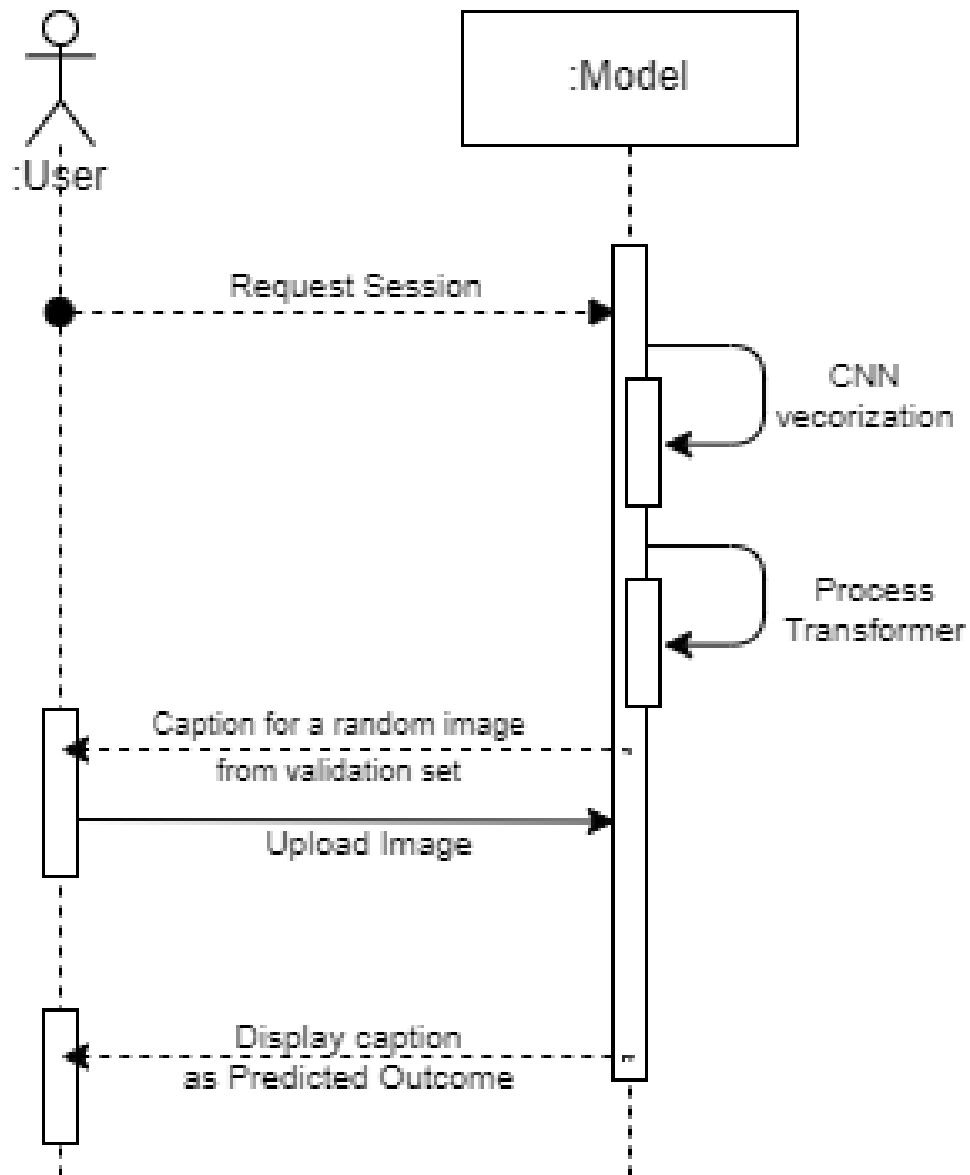 :User
:Model
Request Session
CNN
vecorization
Process
Transformer
Caption for a random image
from validation set
Upload Image
Display caption
as Predicted Outcome